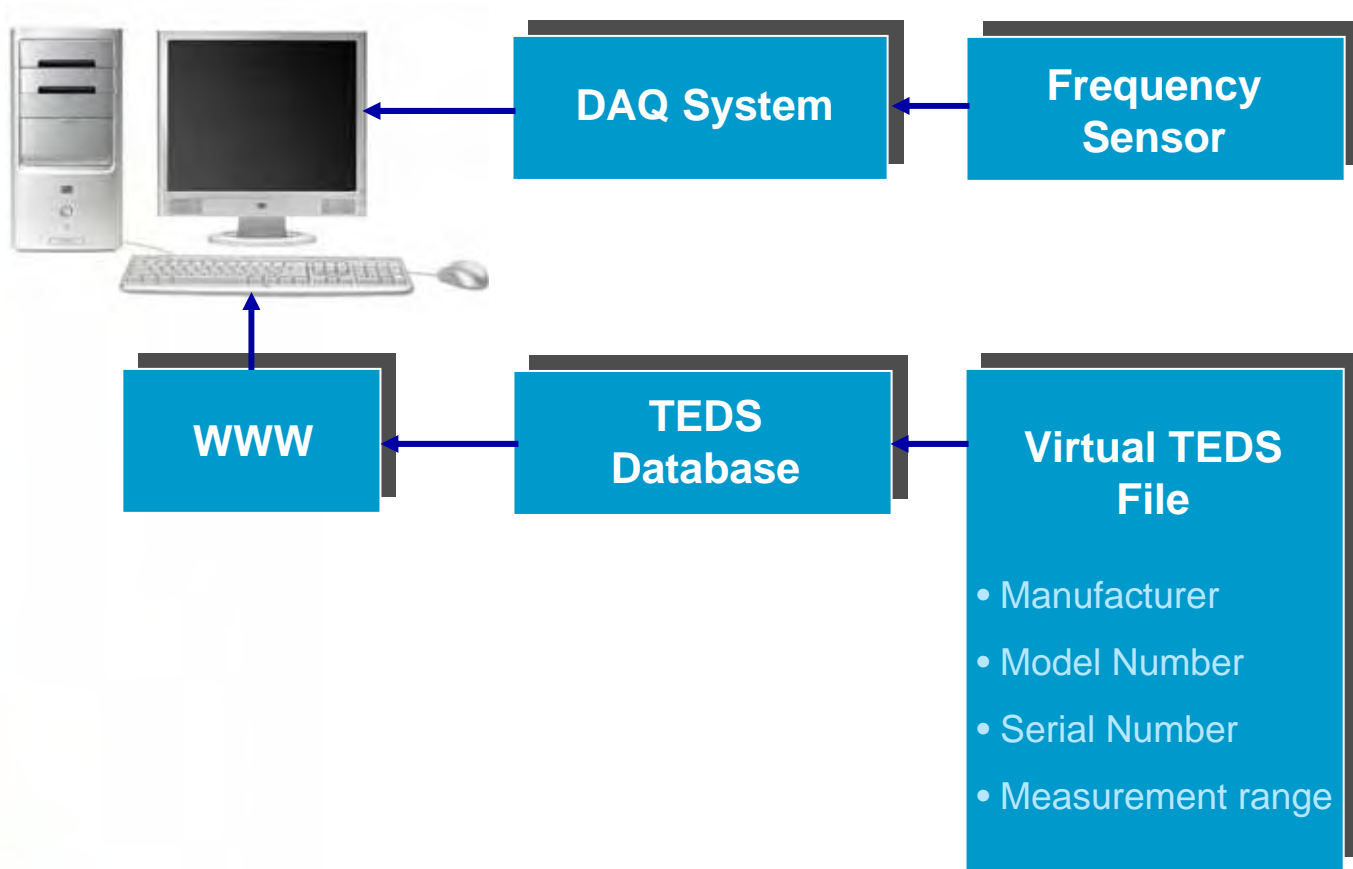 DAQ System
Frequency
Sensor
WWW
TEDS
Database
Virtual TEDS
File
• Manufacturer
• Model Number
• Serial Number
• Measurement range